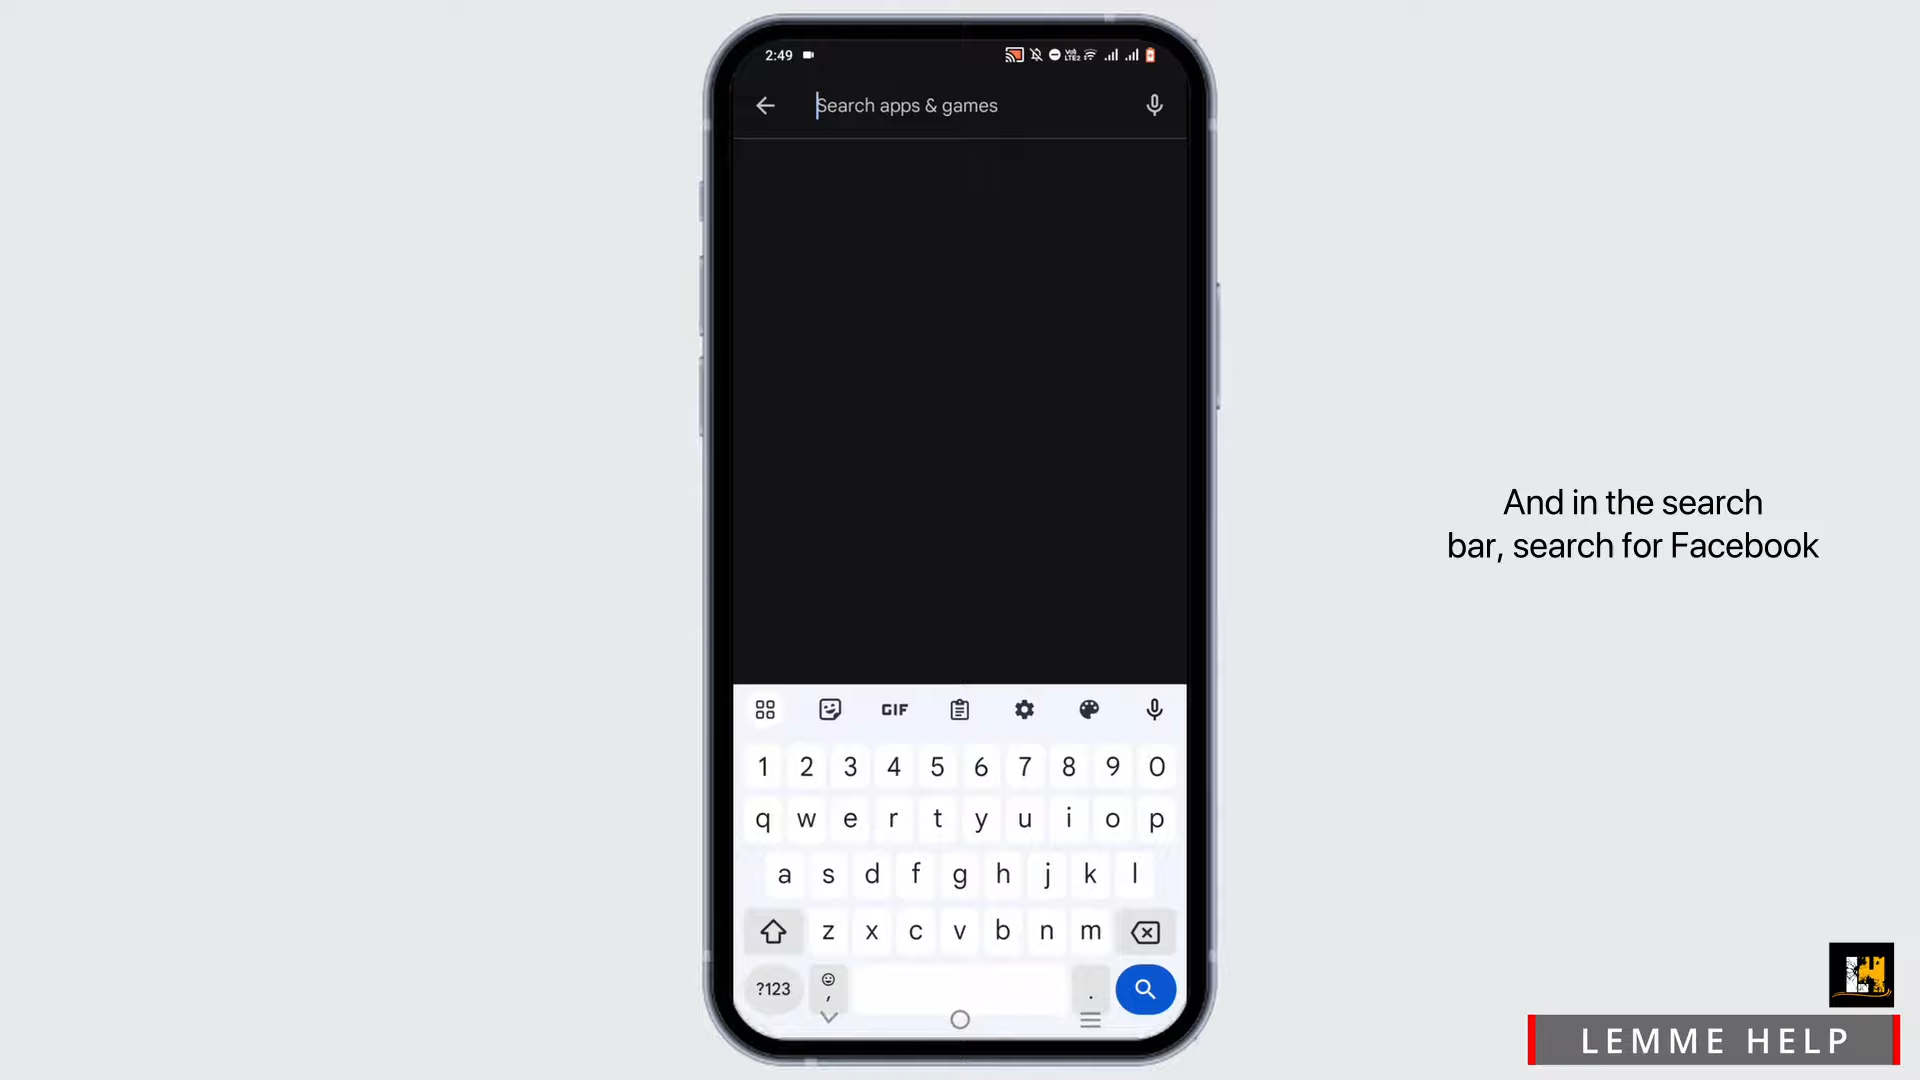 2:49
Search apps & games
And in the search
bar, search for Facebook
GIF
1 2 3 4 5 6 7 8 9 0
q w e r t y u i o p
a s d f g h j k l
z x c v b n m
?123 , .
LEMME HELP